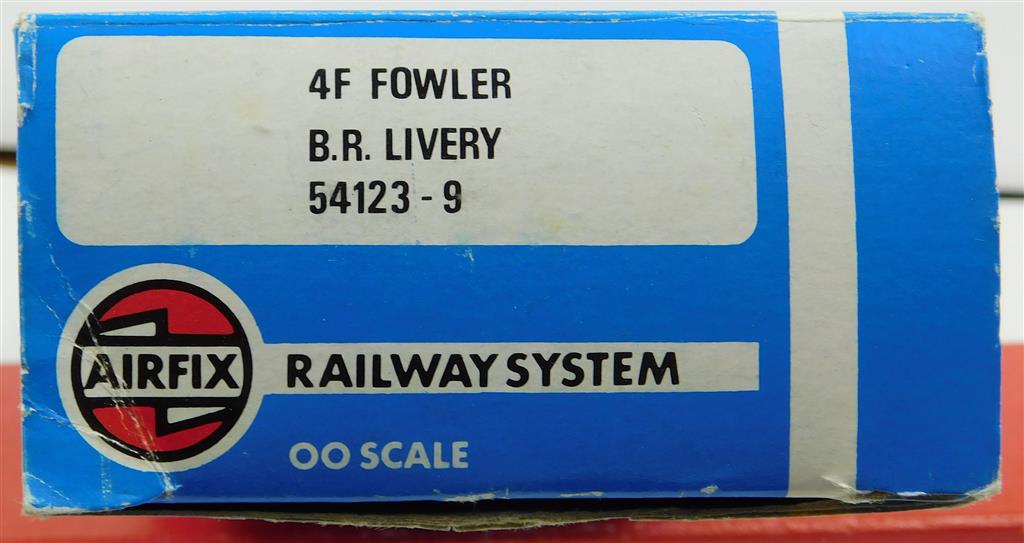 4F FOWLER
B.R. LIVERY
54123 - 9
AIRFIX
RAILWAY SYSTEM
OO SCALE